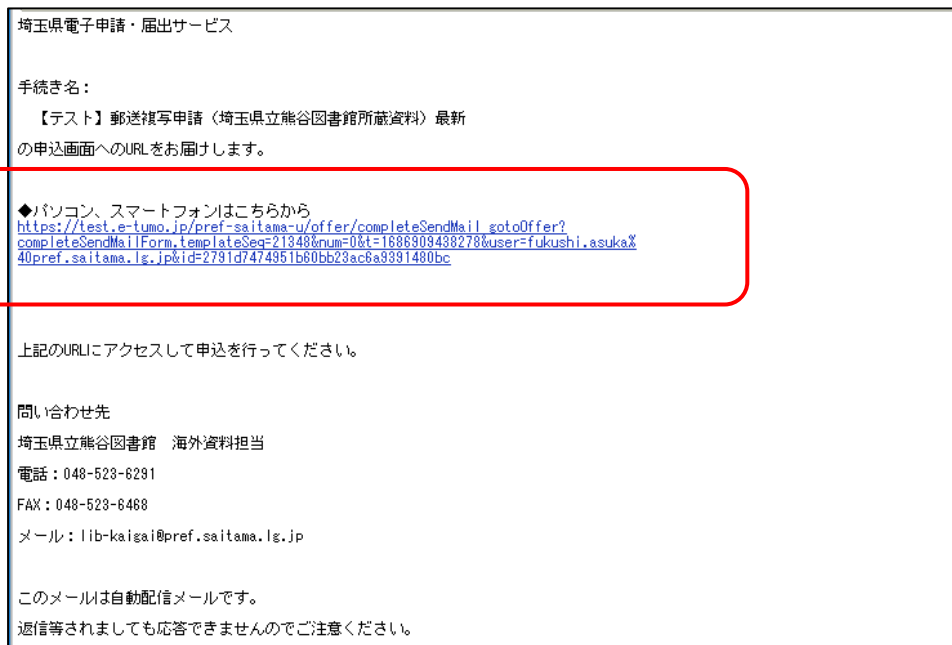 埼玉県電子申請・届出サービス
手続き名：
【テスト】郵送複写申請（埼玉県立熊谷図書館所蔵資料）最新
の申込画面へのURLをお届けします。
◆パソコン、スマートフォンはこちらから
https://test.e-tumo.jp/pref-saitama-u/offer/completeSendMail_gotoOffer?
completeSendMailForm.templateSeq=21348&num=0&t=1686909438278&user=fukushi.asuka%
40pref.saitama.lg.jp&id=2791d7474951b60bb23ac6a9391480bc
上記のURLにアクセスして申込を行ってください。
問い合わせ先
埼玉県立熊谷図書館　海外資料担当
電話：048-523-6291
FAX：048-523-6468
メール：lib-kaigai@pref.saitama.lg.jp
このメールは自動配信メールです。
返信等されましても応答できませんのでご注意ください。